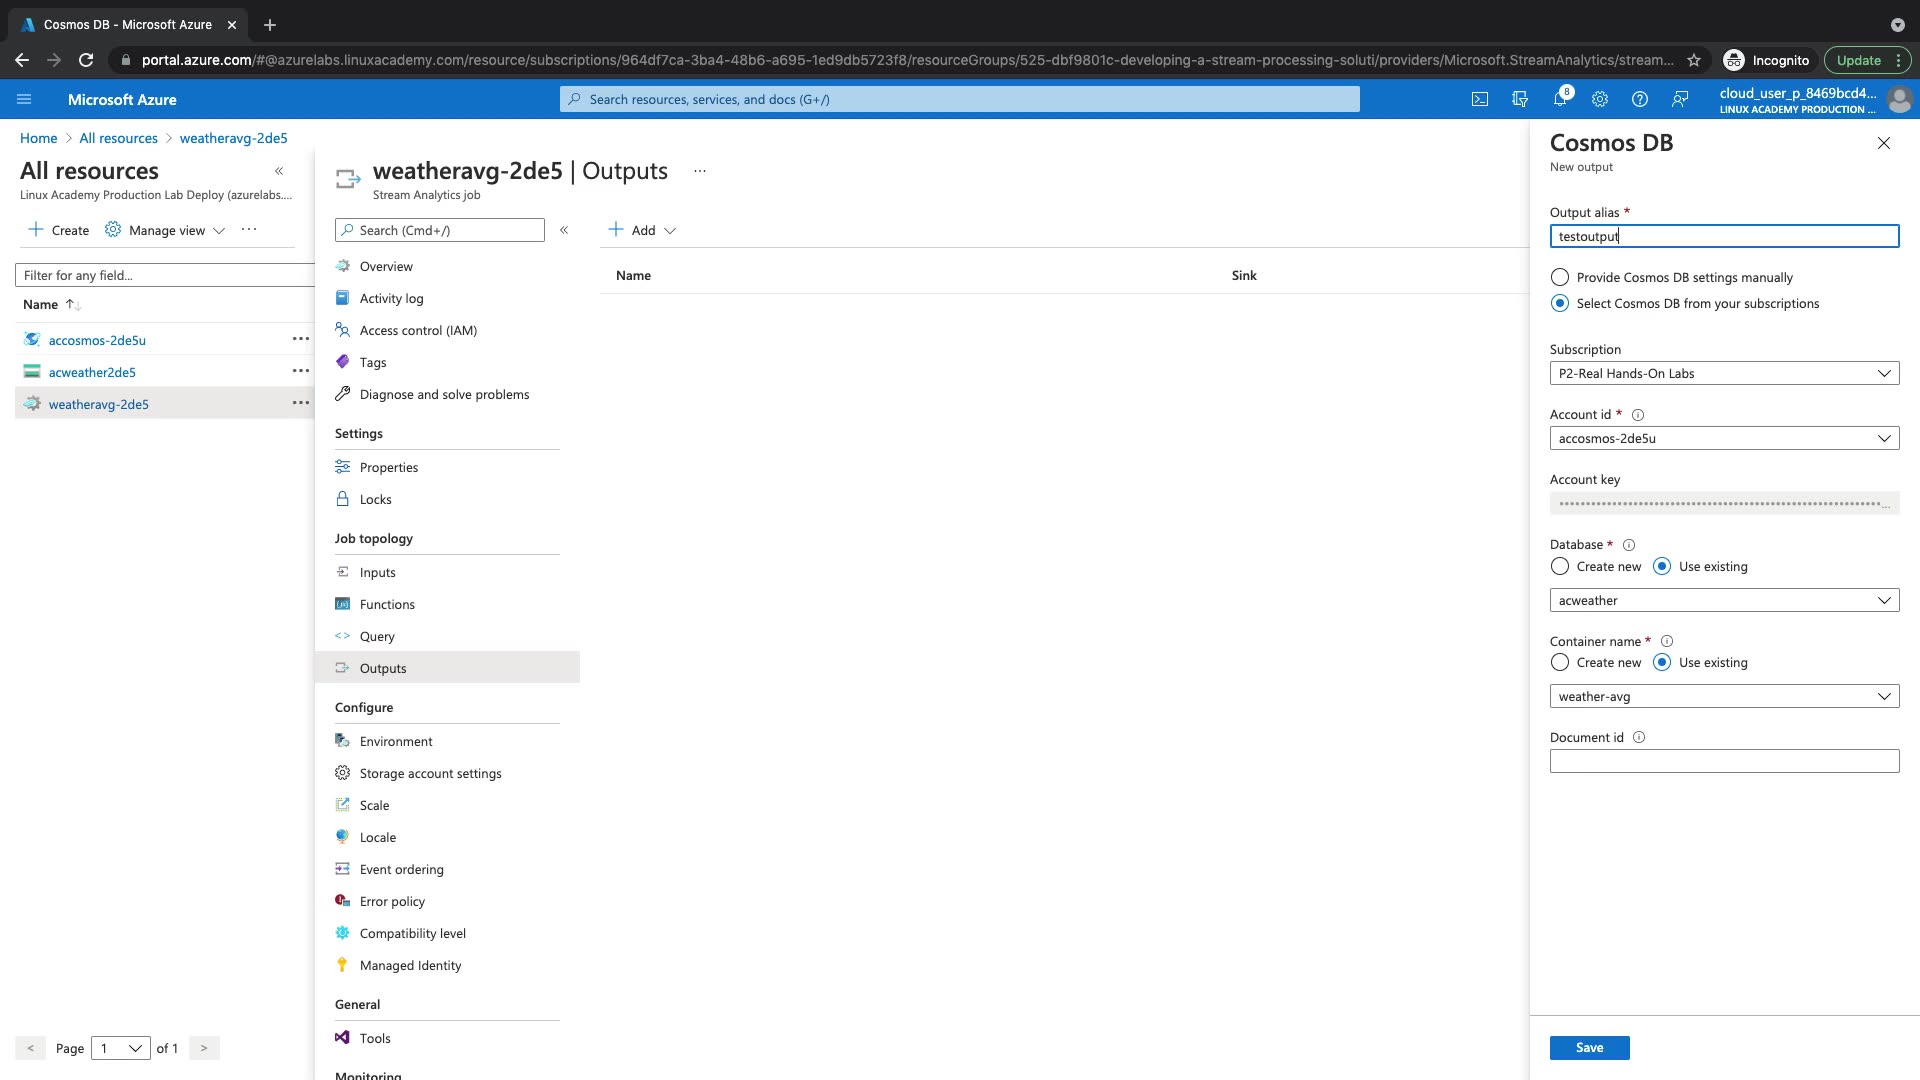 Cosmos DB - Microsoft Azure
portal.azure.com/#@azurelabs.linuxacademy.com/resource/subscriptions/964df7ca-3ba4-48b6-a695-1ed9db5723f8/resourceGroups/525-dbf9801c-developing-a-stream-processing-soluti/providers/Microsoft.StreamAnalytics/stream...
Incognito
Update
Microsoft Azure
Search resources, services, and docs (G+/)
8
cloud_user_p_8469bcd4...
LINUX ACADEMY PRODUCTION ...
Home > All resources > weatheravg-2de5
All resources
Linux Academy Production Lab Deploy (azurelabs....
Create
Manage view
Filter for any field...
Name
accosmos-2de5u
acweather2de5
weatheravg-2de5
< Page 1 of 1 >
weatheravg-2de5 | Outputs
Stream Analytics job
Search (Cmd+/)
Overview
Activity log
Access control (IAM)
Tags
Diagnose and solve problems
Settings
Properties
Locks
Job topology
Inputs
Functions
Query
Outputs
Configure
Environment
Storage account settings
Scale
Locale
Event ordering
Error policy
Compatibility level
Managed Identity
General
Tools
Monitoring
Add
Name
Sink
Cosmos DB
New output
Output alias *
testoutput
Provide Cosmos DB settings manually
Select Cosmos DB from your subscriptions
Subscription
P2-Real Hands-On Labs
Account id *
accosmos-2de5u
Account key
Database *
Create new
Use existing
acweather
Container name *
Create new
Use existing
weather-avg
Document id
Save